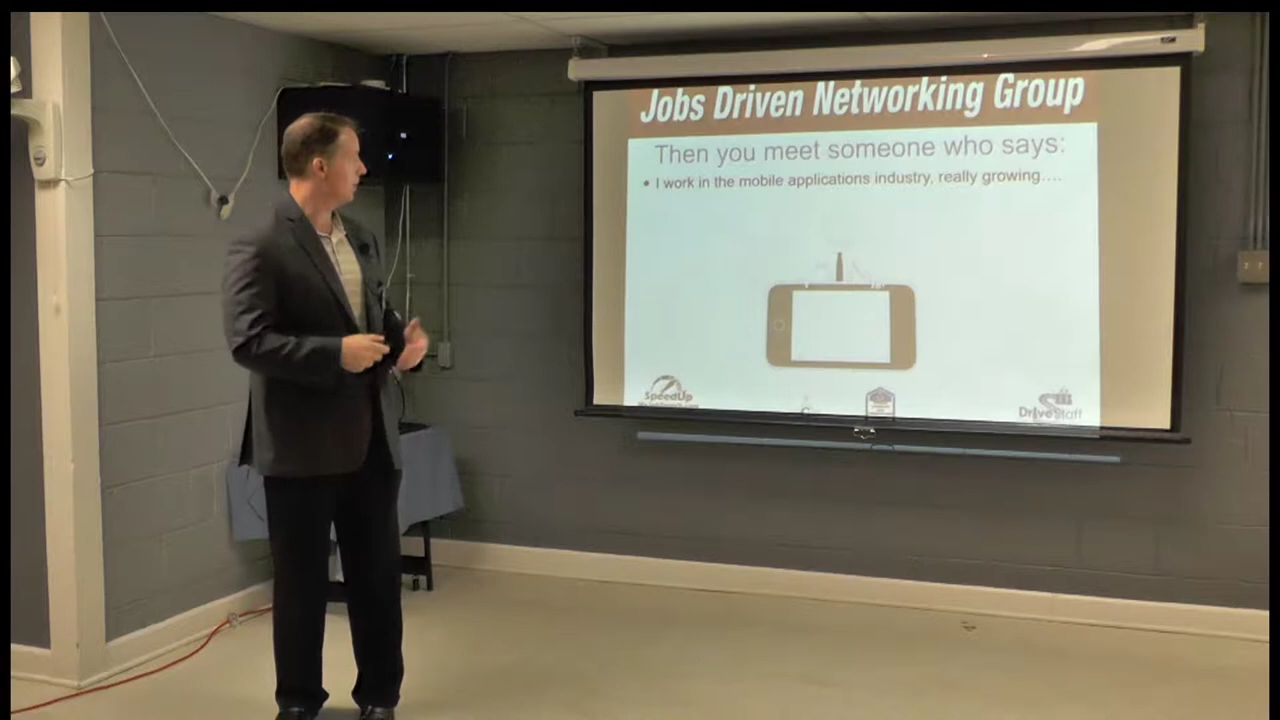 Jobs Driven Networking Group
Then you meet someone who says:
• I work in the mobile applications industry, really growing….
SpeedUp
DriveStaff